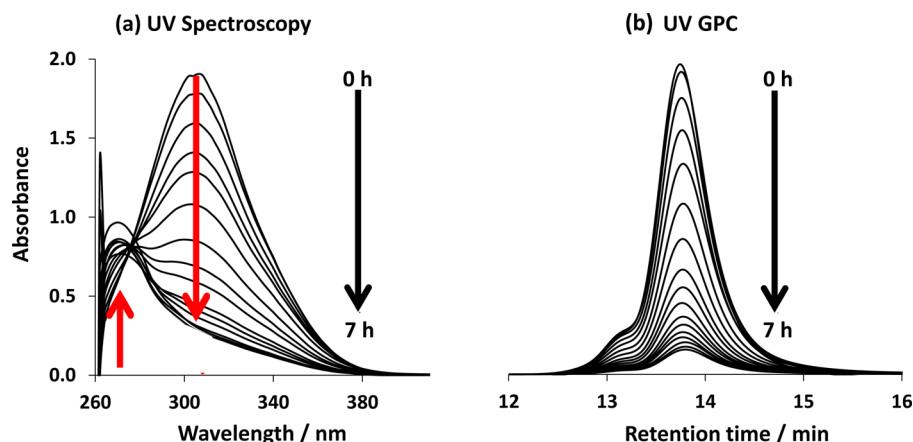 (a) UV Spectroscopy
(b) UV GPC
2.0
1.5
1.0
0.5
0.0
Absorbance
0 h
7 h
260 300 340 380
Wavelength / nm
0 h
7 h
12 13 14 15 16
Retention time / min